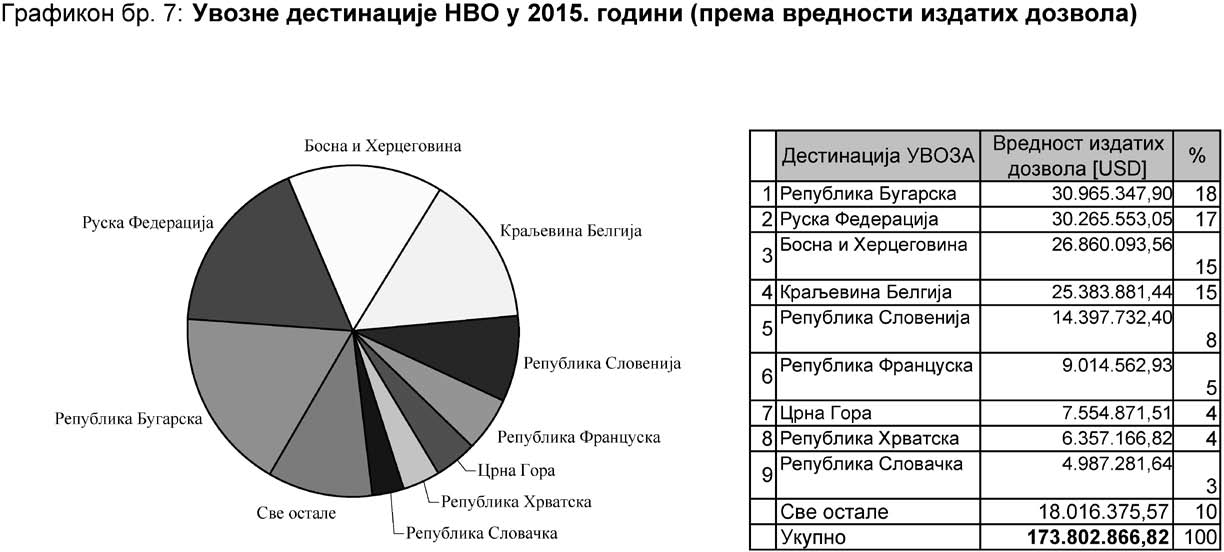 Графикон бр. 7: Увозне дестинације НВО у 2015. години (према вредности издатих дозвола)
Босна и Херцеговина
Руска Федерација
Краљевина Белгија
Република Словенија
Република Бугарска
Република Француска
Црна Гора
Република Хрватска
Све остале
Република Словачка
Дестинација УВОЗА Вредност издатих дозвола [USD] %
1 Република Бугарска 30.965.347,90 18
2 Руска Федерација 30.265.553,05 17
3 Босна и Херцеговина 26.860.093,56 15
4 Краљевина Белгија 25.383.881,44 15
5 Република Словенија 14.397.732,40 8
6 Република Француска 9.014.562,93 5
7 Црна Гора 7.554.871,51 4
8 Република Хрватска 6.357.166,82 4
9 Република Словачка 4.987.281,64 3
Све остале 18.016.375,57 10
Укупно 173.802.866,82 100